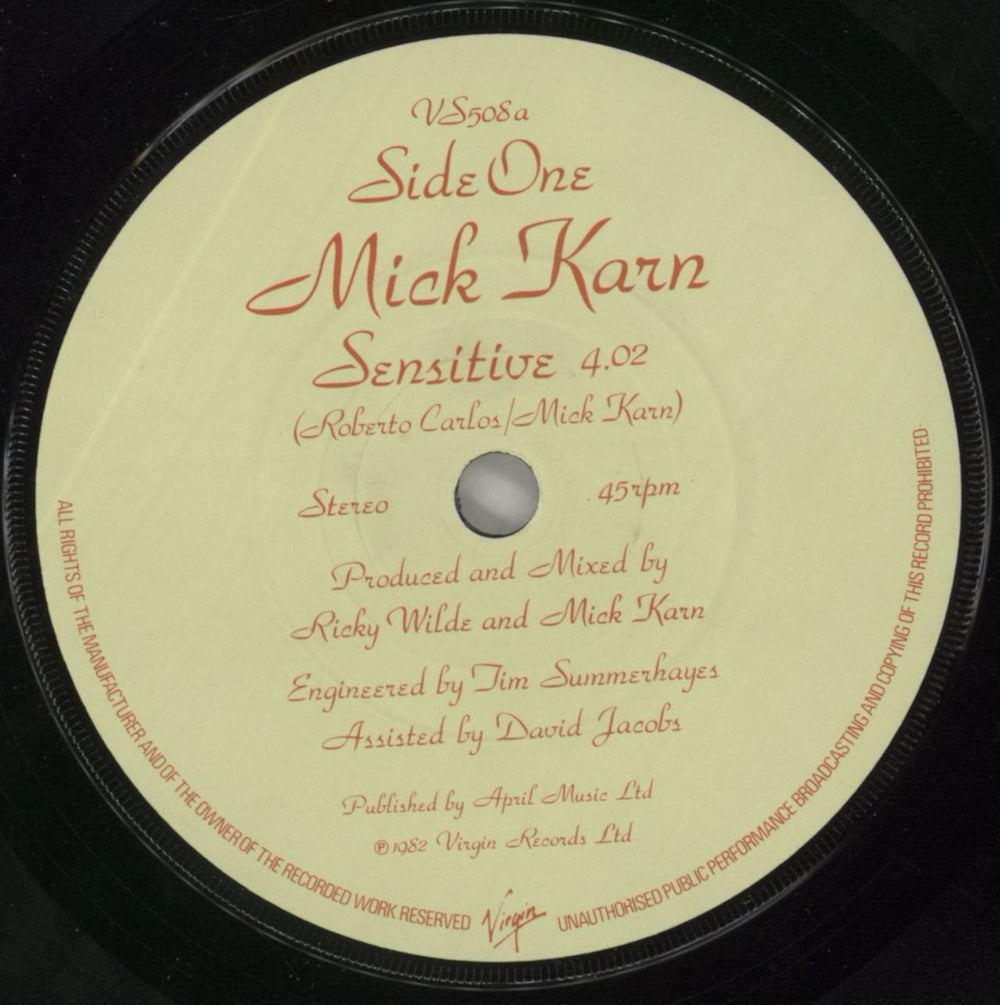 VS508a
Side One
Mick Karn
Sensitive 4.02
(Roberto Carlos/Mick Karn)
Stereo 45rpm
Produced and Mixed by
Ricky Wilde and Mick Karn
Engineered by Tim Summerhayes
Assisted by David Jacobs
Published by April Music Ltd
℗ 1982 Virgin Records Ltd
ALL RIGHTS OF THE MANUFACTURER AND OF THE OWNER OF THE RECORDED WORK RESERVED
Virgin
UNAUTHORISED PUBLIC PERFORMANCE BROADCASTING AND COPYING OF THIS RECORD PROHIBITED